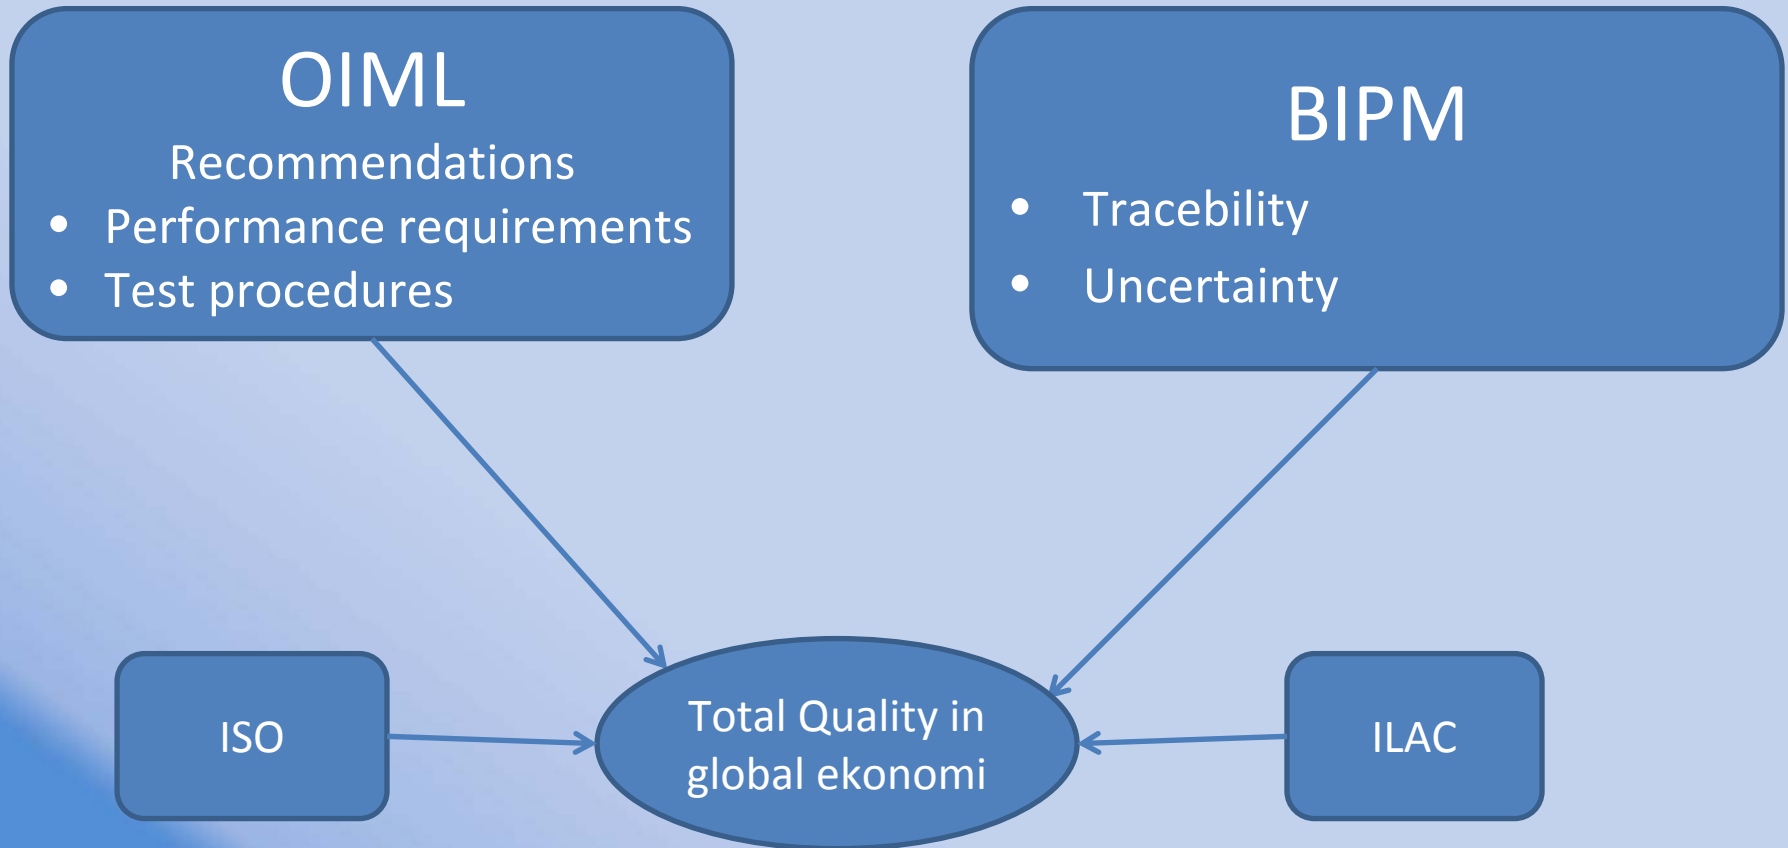 OIML
Recommendations
• Performance requirements
• Test procedures
BIPM
• Tracebility
• Uncertainty
ISO
Total Quality in
global ekonomi
ILAC